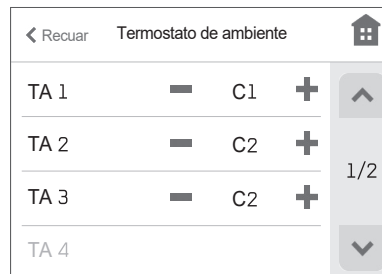 Recuar Termostato de ambiente
TA 1 C1
TA 2 C2
1/2
TA 3 C2
TA 4